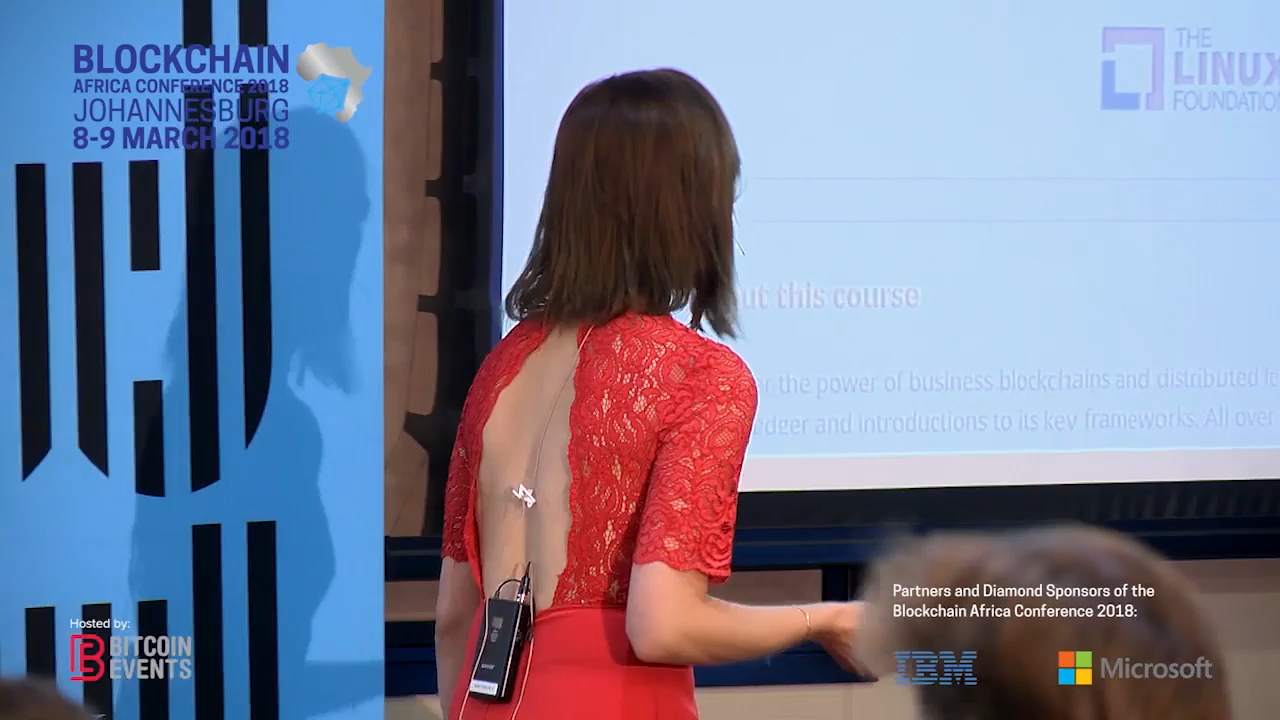 BLOCKCHAIN
AFRICA CONFERENCE 2018
JOHANNESBURG
8-9 MARCH 2018
THE
LINUX
FOUNDATIO
ut this course
r the power of business blockchains and distributed
dger and introductions to its key frameworks. All over
Partners and Diamond Sponsors of the
Blockchain Africa Conference 2018:
Hosted by:
BITCOIN
EVENTS
IBM
Microsoft